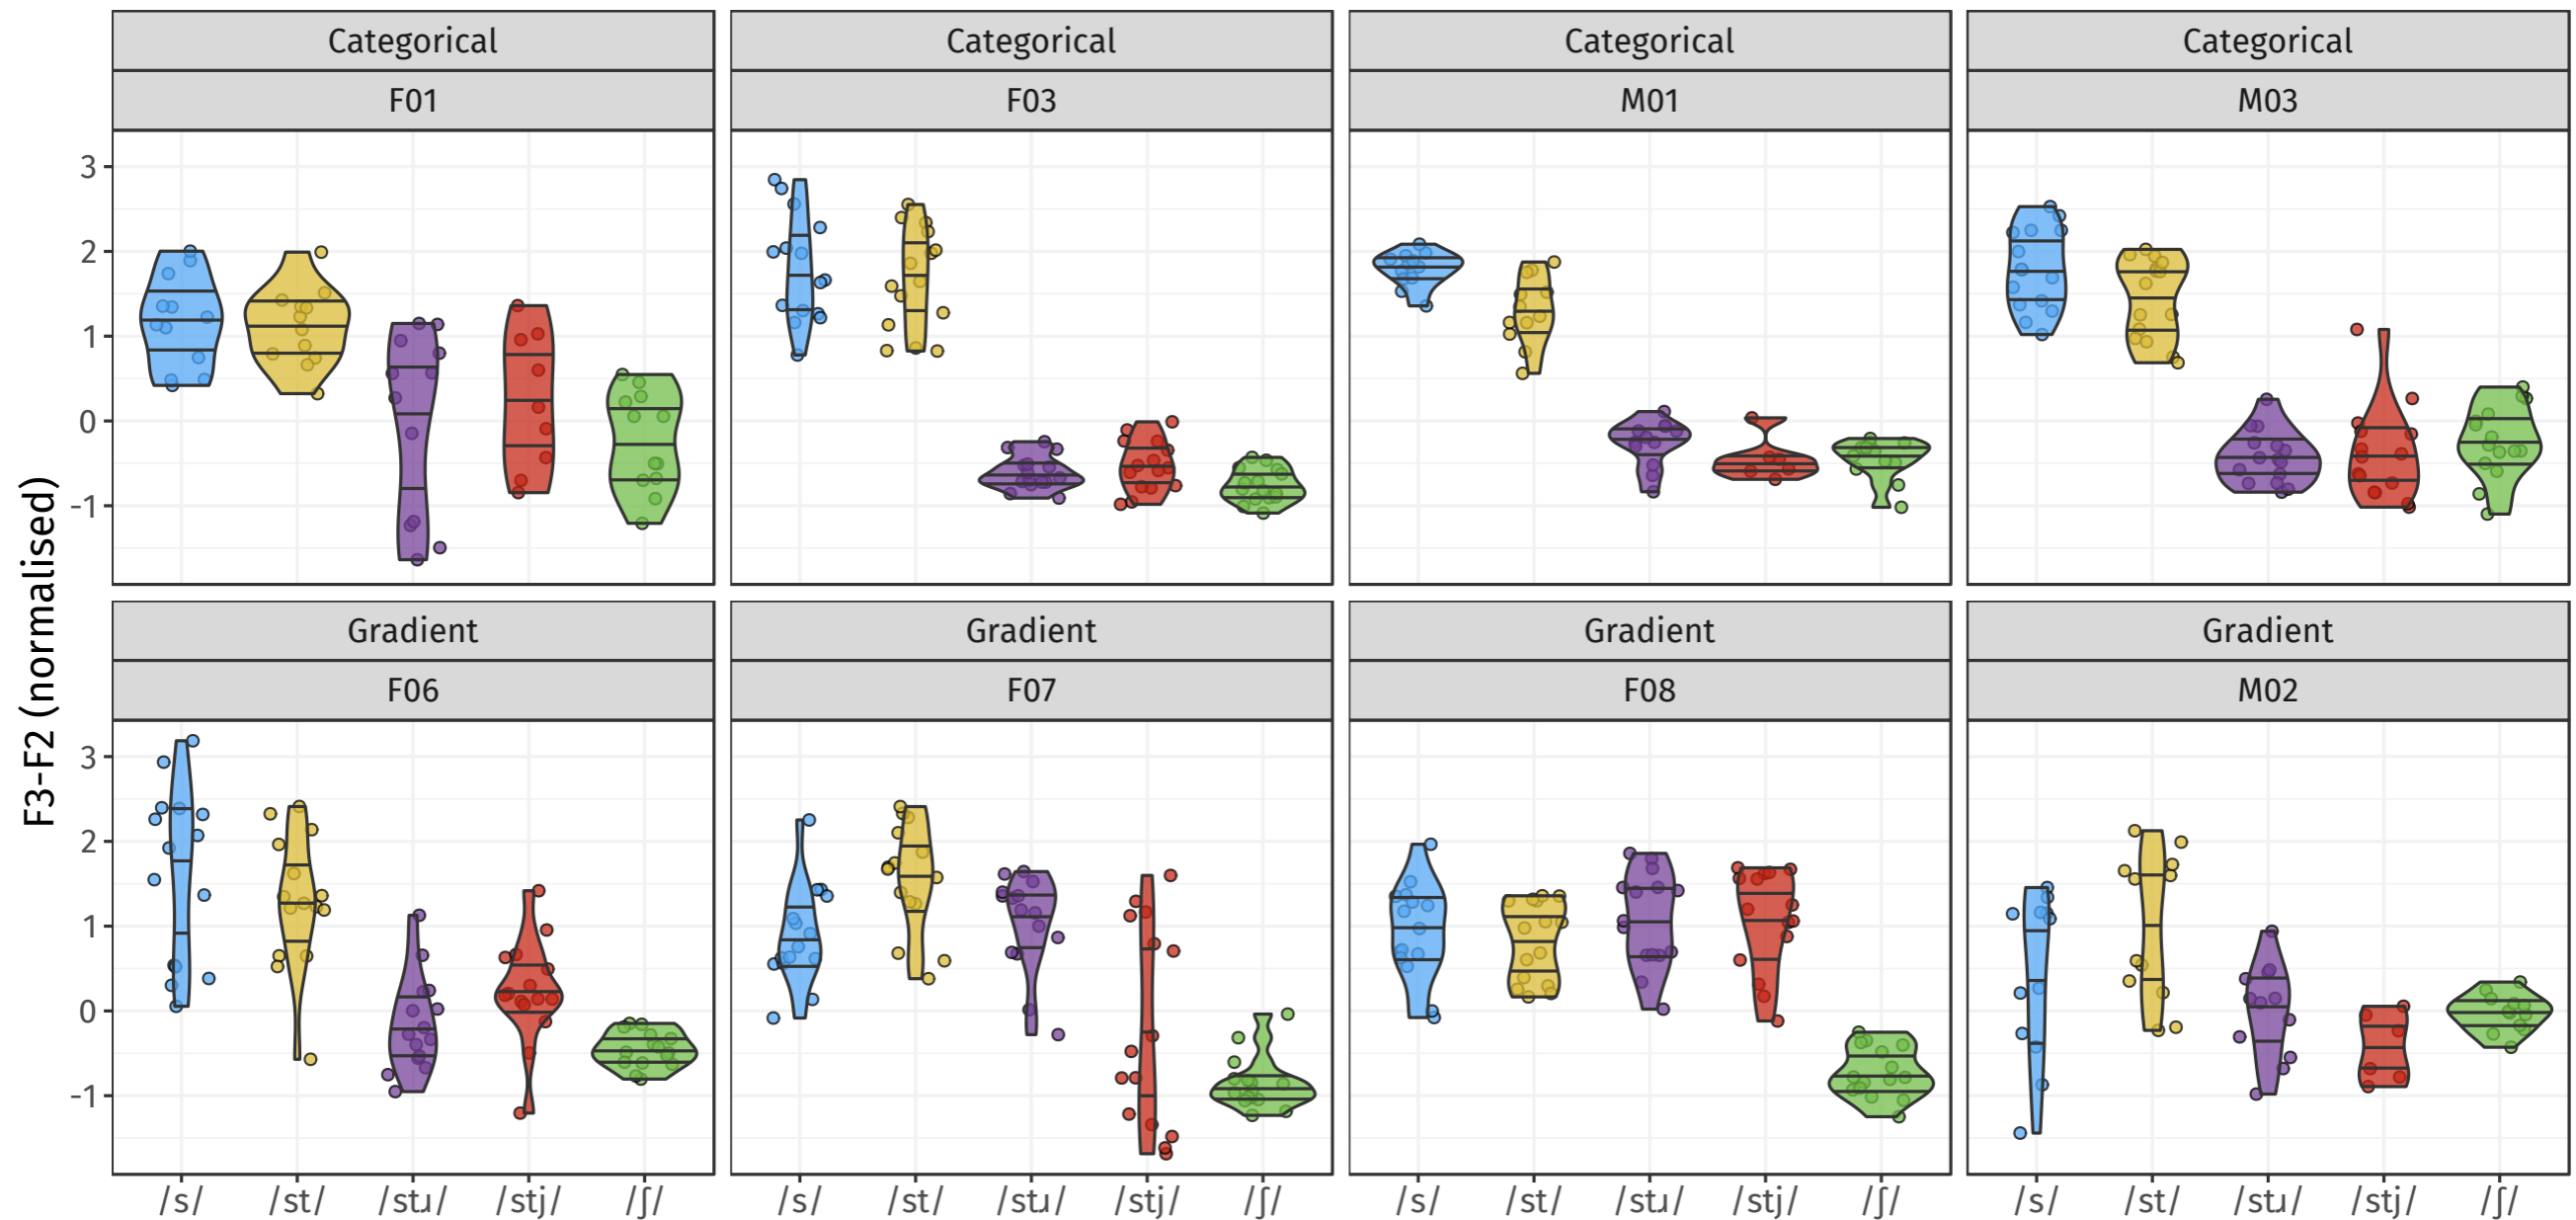 Categorical Categorical Categorical Categorical
F01 F03 M01 M03
3
2
1
0
-1
F3-F2 (normalised)
Gradient Gradient Gradient Gradient
F06 F07 F08 M02
3
2
1
0
-1
/s/ /st/ /stɹ/ /stj/ /ʃ/ /s/ /st/ /stɹ/ /stj/ /ʃ/ /s/ /st/ /stɹ/ /stj/ /ʃ/ /s/ /st/ /stɹ/ /stj/ /ʃ/